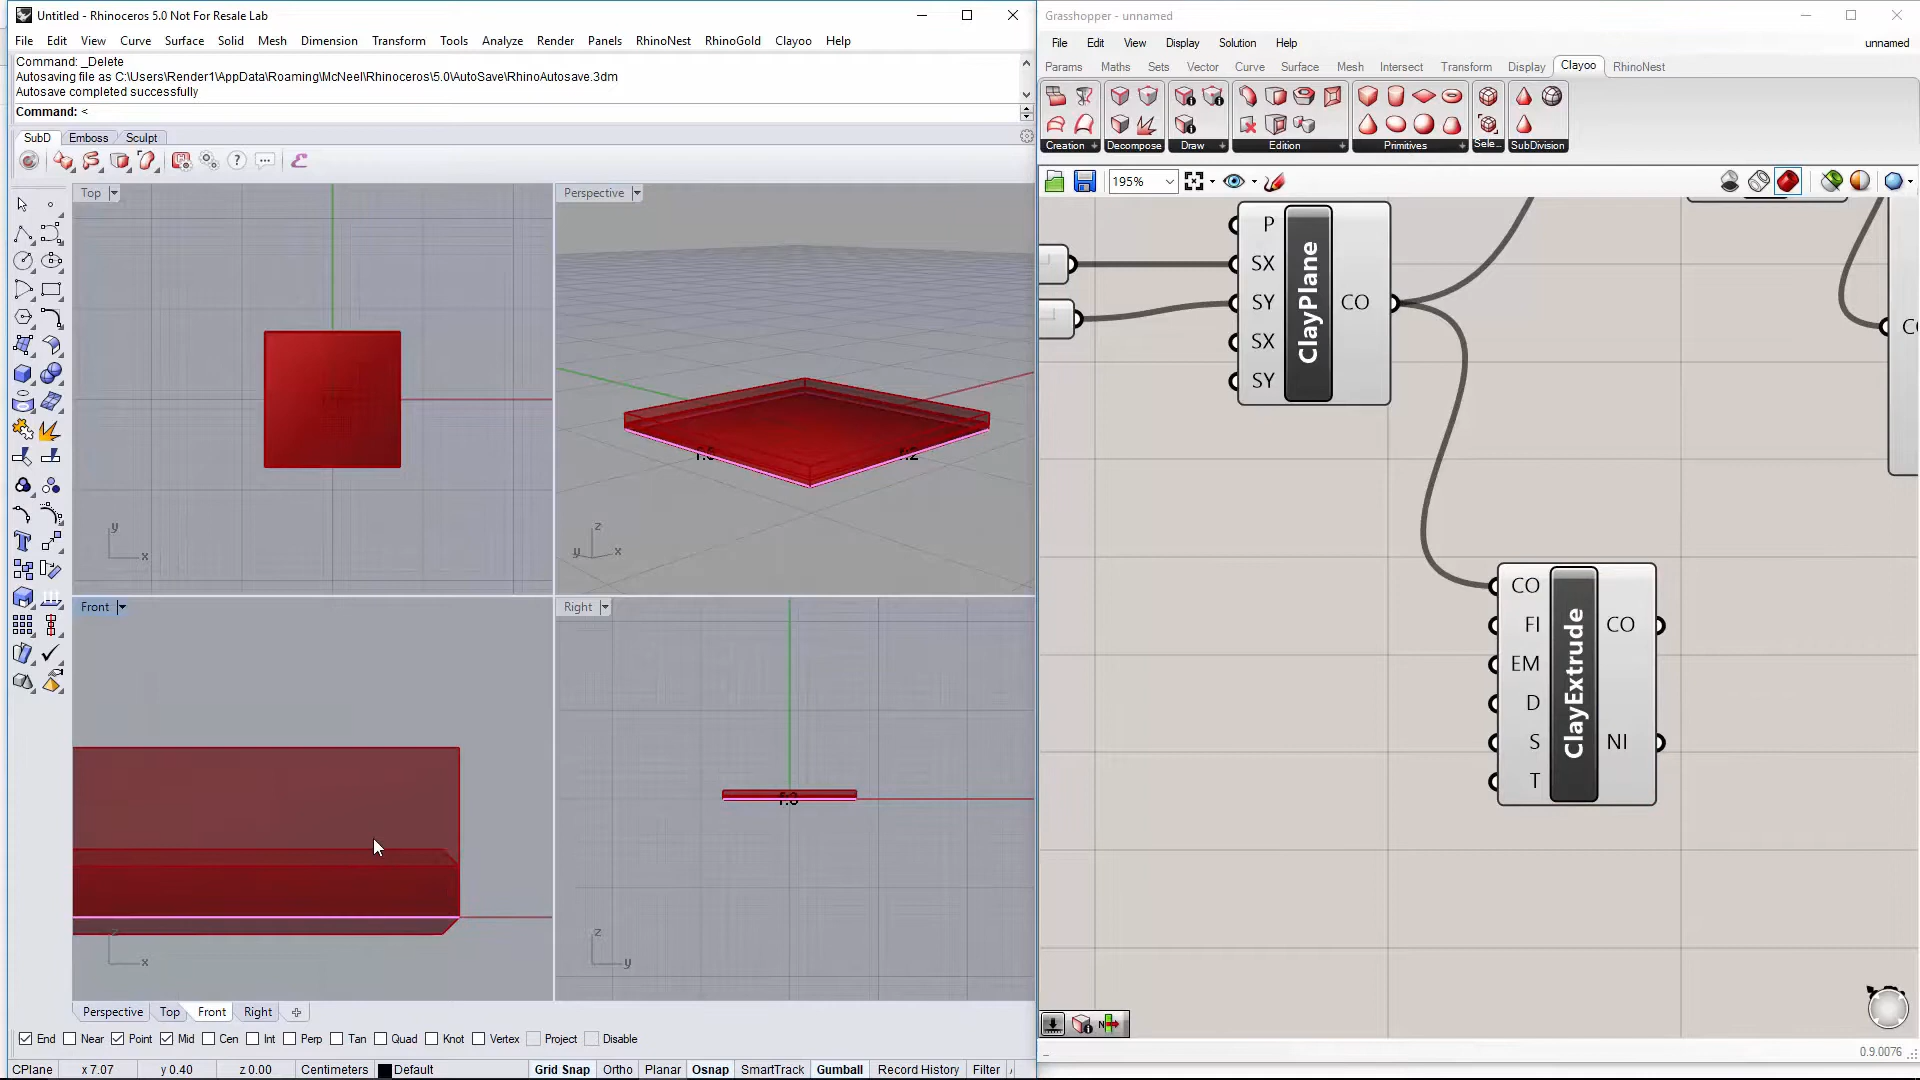 Untitled - Rhinoceros 5.0 Not For Resale Lab
File Edit View Curve Surface Solid Mesh Dimension Transform Tools Analyze Render Panels RhinoNest RhinoGold Clayoo Help
Command: _Delete
Autosaving file as C:\Users\Render1\AppData\Roaming\McNeel\Rhinoceros\5.0\AutoSave\RhinoAutosave.3dm
Autosave completed successfully
Command: <
SubD Emboss Sculpt
Top
Perspective
y
x
z
y x
Front
Right
z
x
z
y
Perspective Top Front Right
End Near Point Mid Cen Int Perp Tan Quad Knot Vertex Project Disable
CPlane x 7.07 y 0.40 z 0.00 Centimeters Default Grid Snap Ortho Planar Osnap SmartTrack Gumball Record History Filter
Grasshopper - unnamed
File Edit View Display Solution Help
unnamed
Params Maths Sets Vector Curve Surface Mesh Intersect Transform Display Clayoo RhinoNest
Creation Decompose Draw Edition Primitives Sele... SubDivision
195%
P
SX
SY
SX
SY
ClayPlane
CO
CO
FI
EM
D
S
T
ClayExtrude
CO
NI
0.9.0076